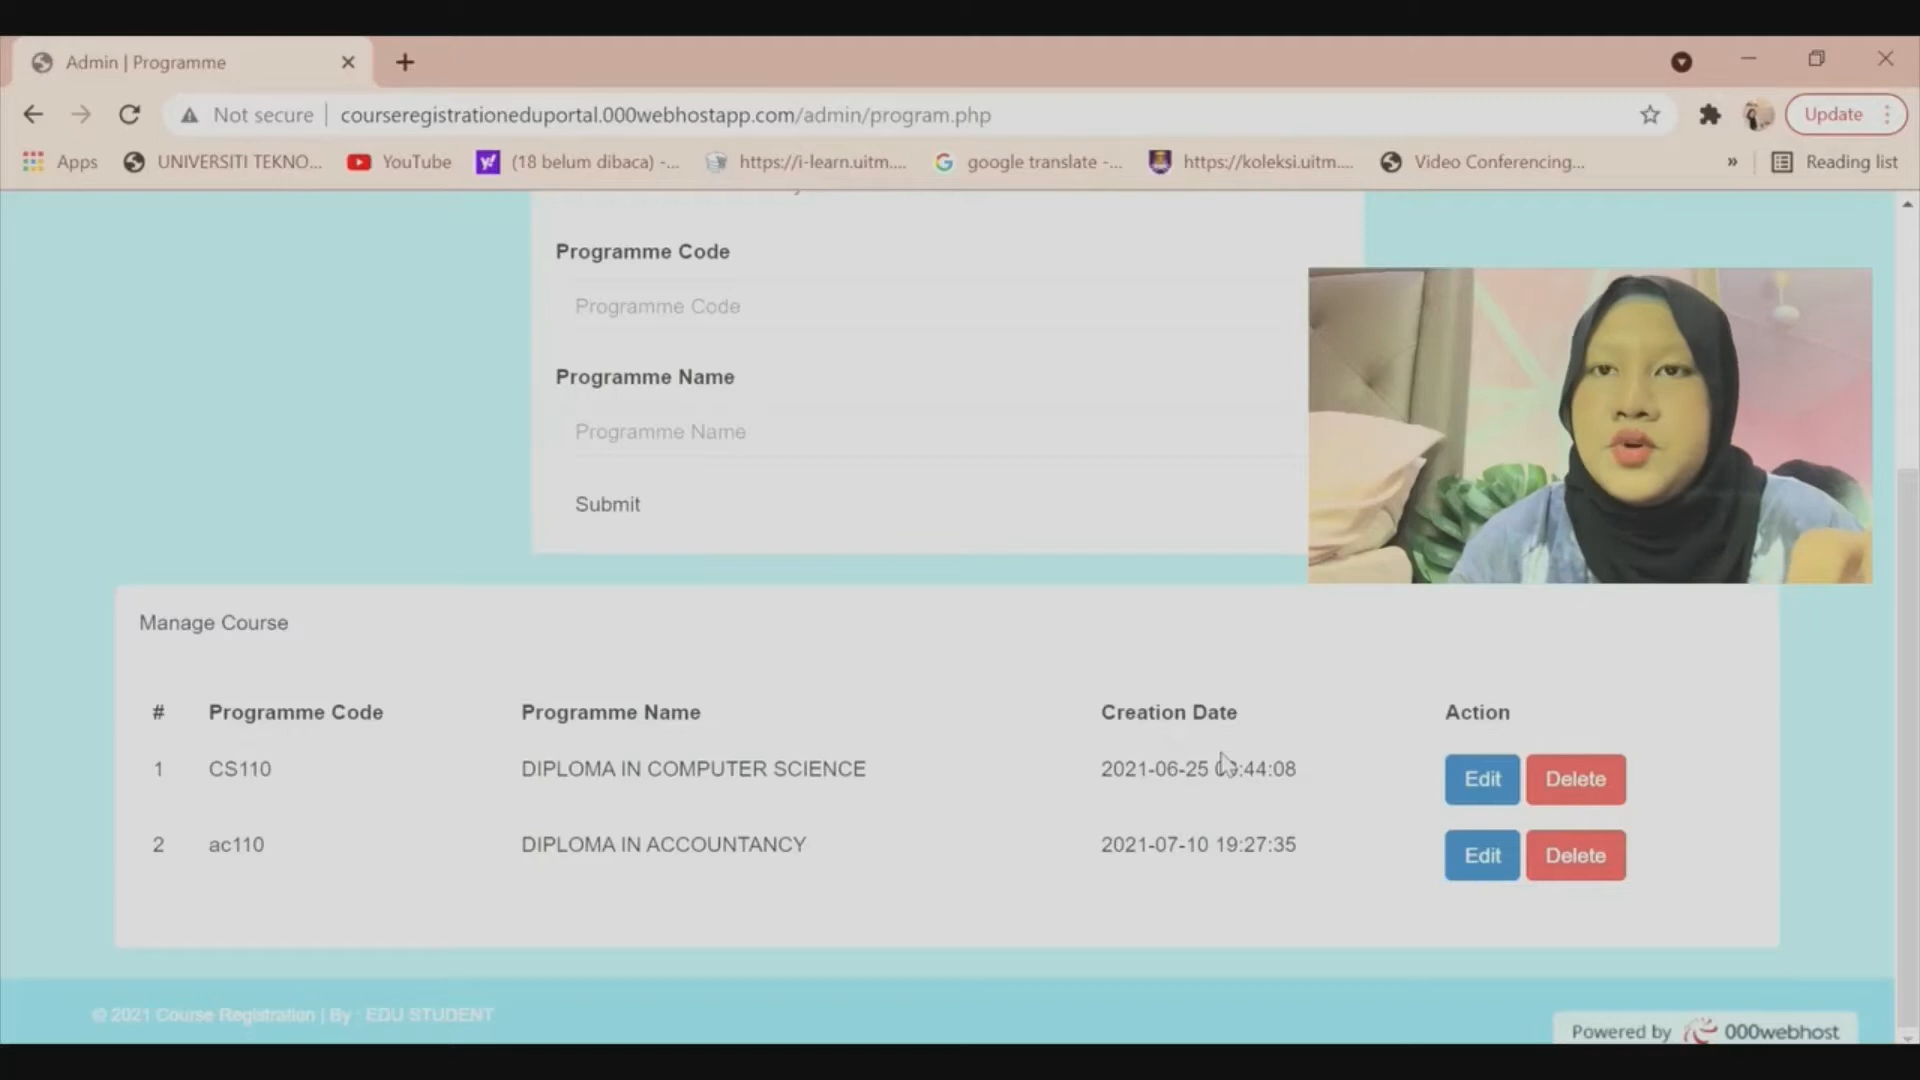 Admin | Programme
Not secure | courseregistrationeduportal.000webhostapp.com/admin/program.php
Update
Apps UNIVERSITI TEKNO... YouTube (18 belum dibaca) -... https://i-learn.uitm.... google translate -... https://koleksi.uitm.... Video Conferencing... » Reading list
Programme Code
Programme Code
Programme Name
Programme Name
Submit
Manage Course
# Programme Code Programme Name Creation Date Action
1 CS110 DIPLOMA IN COMPUTER SCIENCE 2021-06-25 Edit Delete
2 ac110 DIPLOMA IN ACCOUNTANCY 2021-07-10 19:27:35 Edit Delete
© 2021 Course Registration | By : EDU STUDENT
Powered by 000webhost